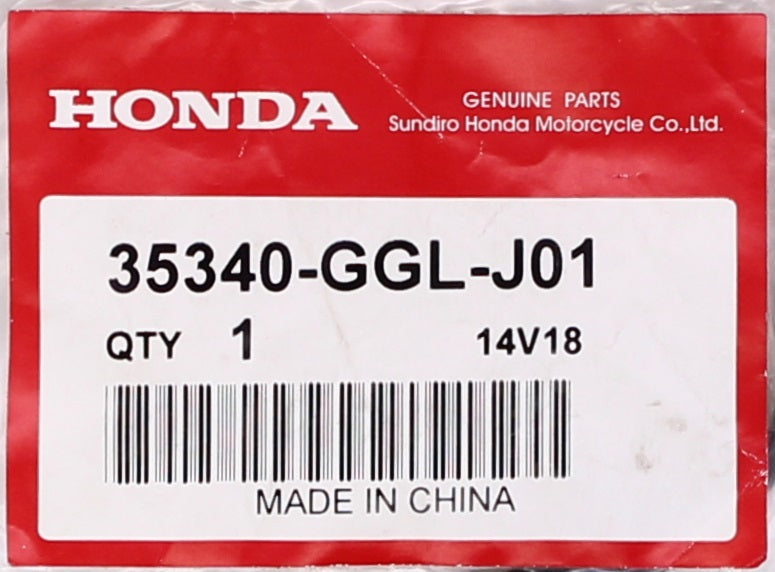 HONDA
GENUINE PARTS
Sundiro Honda Motorcycle Co.,Ltd.
35340-GGL-J01
QTY 1 14V18
MADE IN CHINA